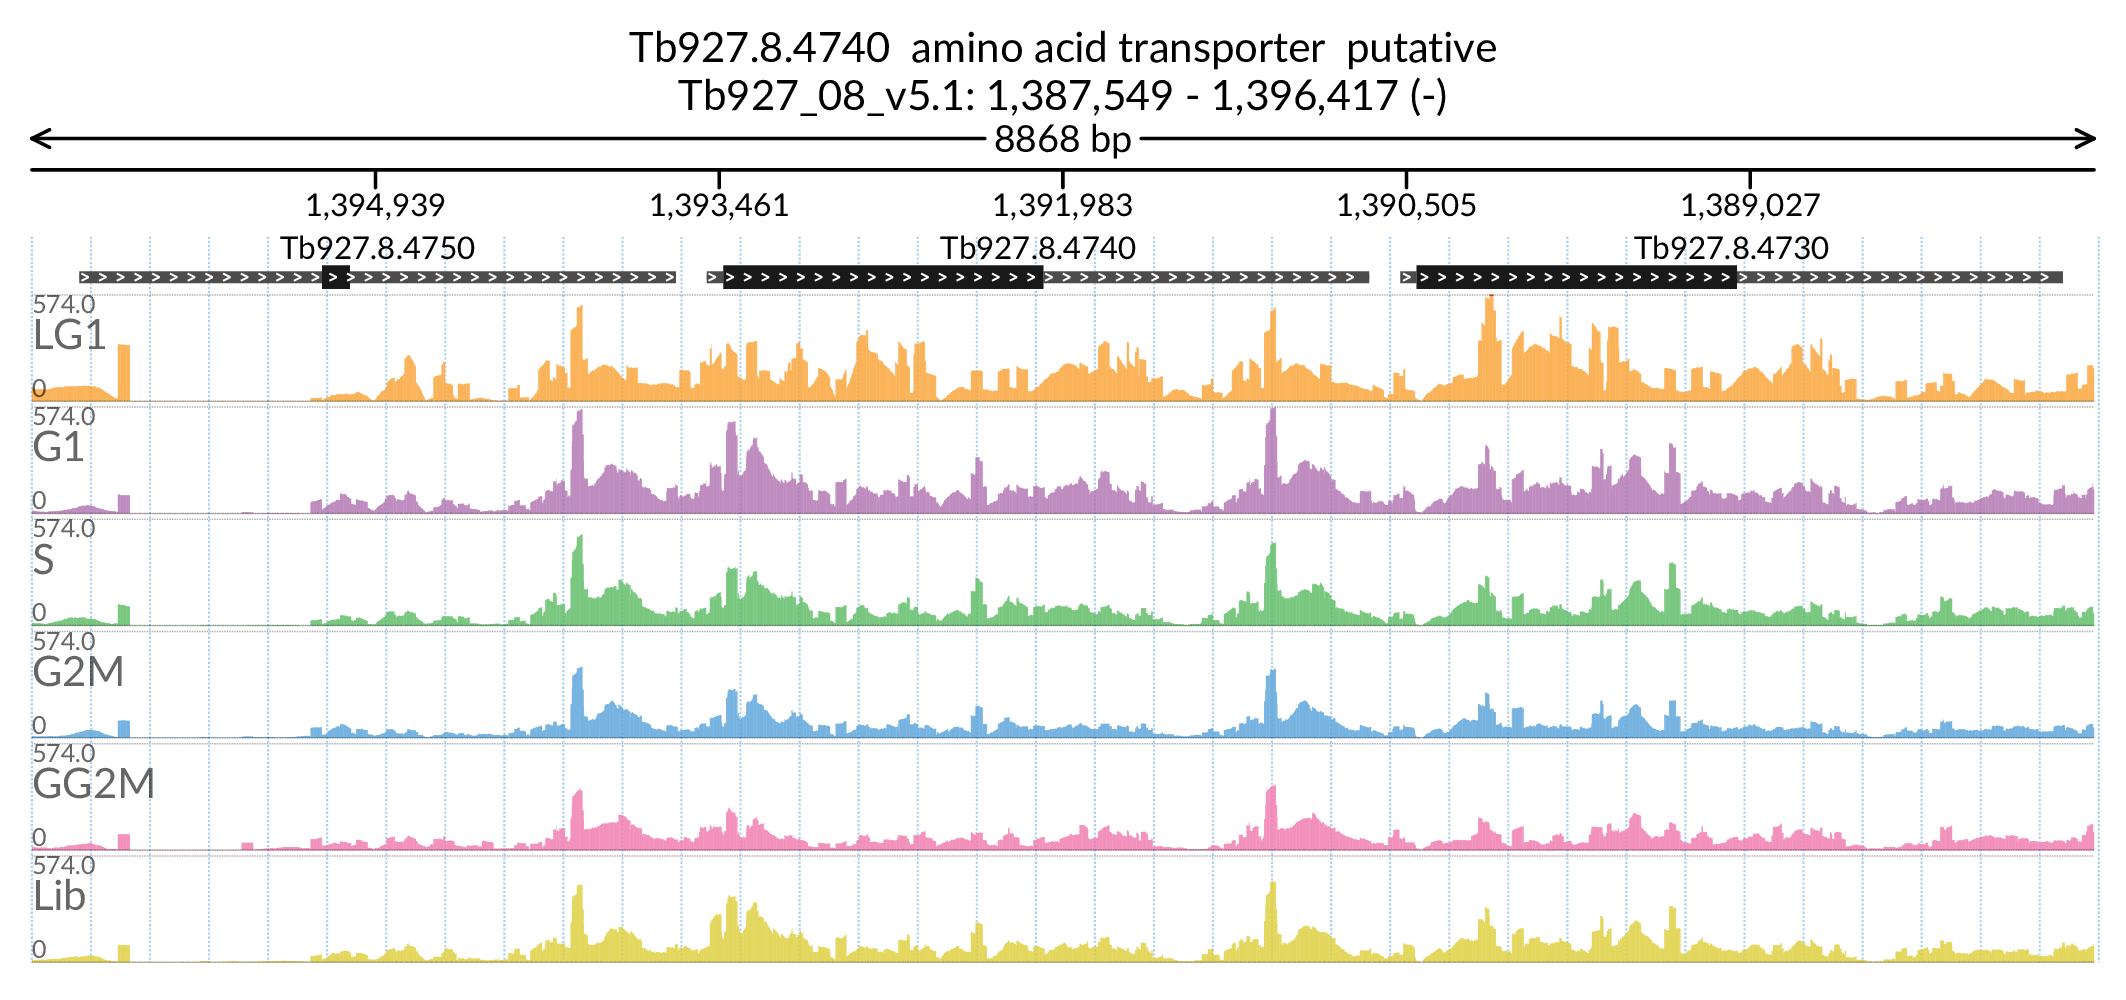 Tb927.8.4740  amino acid transporter  putative
Tb927_08_v5.1: 1,387,549 - 1,396,417 (-)
8868 bp
1,394,939 1,393,461 1,391,983 1,390,505 1,389,027
Tb927.8.4750 Tb927.8.4740 Tb927.8.4730
574.0
LG1
0
574.0
G1
0
574.0
S
0
574.0
G2M
0
574.0
GG2M
0
574.0
Lib
0